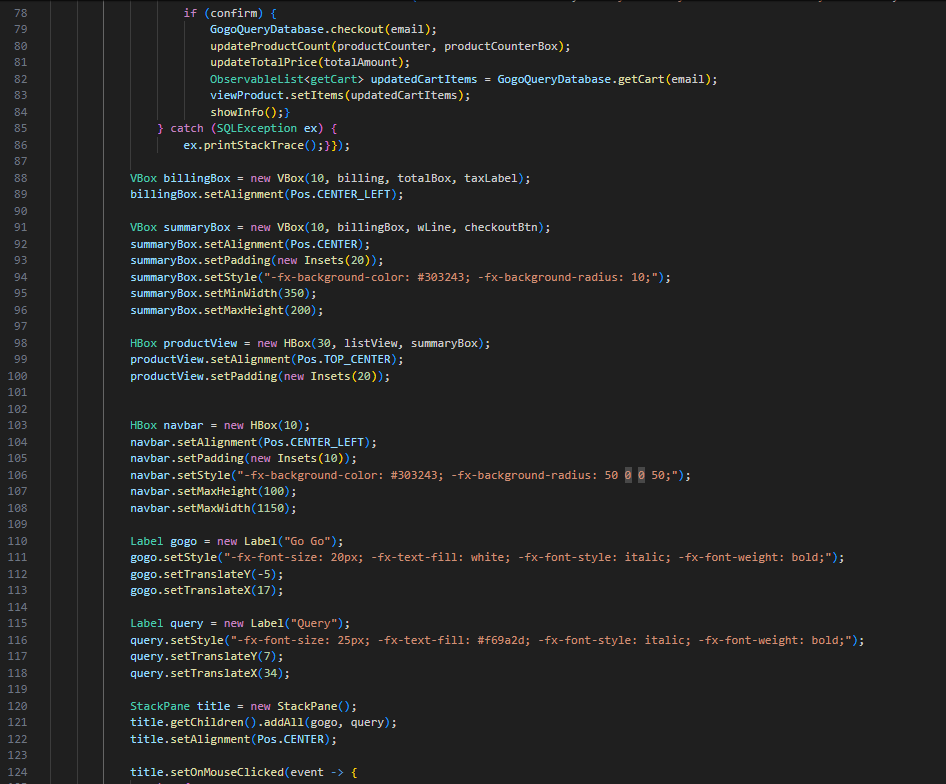 78 if (confirm) {
79 GogoQueryDatabase.checkout(email);
80 updateProductCount(productCounter, productCounterBox);
81 updateTotalPrice(totalAmount);
82 ObservableList<getCart> updatedCartItems = GogoQueryDatabase.getCart(email);
83 viewProduct.setItems(updatedCartItems);
84 showInfo();}
85 } catch (SQLException ex) {
86 ex.printStackTrace();}});
87
88 VBox billingBox = new VBox(10, billing, totalBox, taxLabel);
89 billingBox.setAlignment(Pos.CENTER_LEFT);
90
91 VBox summaryBox = new VBox(10, billingBox, wLine, checkoutBtn);
92 summaryBox.setAlignment(Pos.CENTER);
93 summaryBox.setPadding(new Insets(20));
94 summaryBox.setStyle("-fx-background-color: #303243; -fx-background-radius: 10;");
95 summaryBox.setMinWidth(350);
96 summaryBox.setMaxHeight(200);
97
98 HBox productView = new HBox(30, listView, summaryBox);
99 productView.setAlignment(Pos.TOP_CENTER);
100 productView.setPadding(new Insets(20));
101
102
103 HBox navbar = new HBox(10);
104 navbar.setAlignment(Pos.CENTER_LEFT);
105 navbar.setPadding(new Insets(10));
106 navbar.setStyle("-fx-background-color: #303243; -fx-background-radius: 50 0 0 50;");
107 navbar.setMaxHeight(100);
108 navbar.setMaxWidth(1150);
109
110 Label gogo = new Label("Go Go");
111 gogo.setStyle("-fx-font-size: 20px; -fx-text-fill: white; -fx-font-style: italic; -fx-font-weight: bold;");
112 gogo.setTranslateY(-5);
113 gogo.setTranslateX(17);
114
115 Label query = new Label("Query");
116 query.setStyle("-fx-font-size: 25px; -fx-text-fill: #f69a2d; -fx-font-style: italic; -fx-font-weight: bold;");
117 query.setTranslateY(7);
118 query.setTranslateX(34);
119
120 StackPane title = new StackPane();
121 title.getChildren().addAll(gogo, query);
122 title.setAlignment(Pos.CENTER);
123
124 title.setOnMouseClicked(event -> {